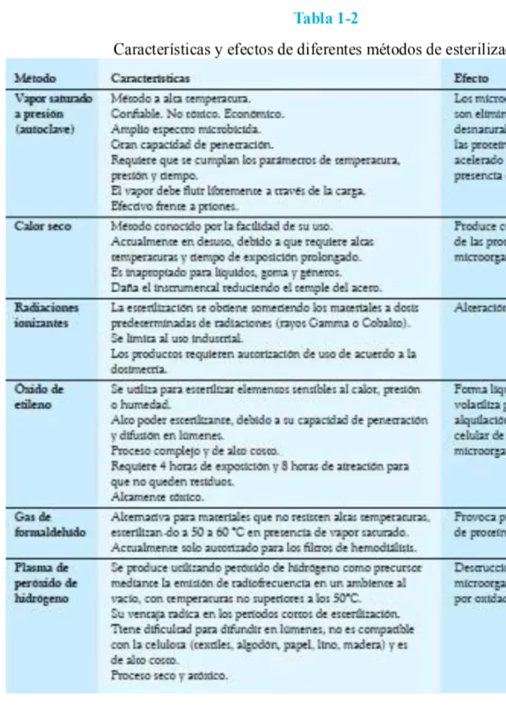 Tabla 1-2
Características y efectos de diferentes métodos de esteriliza
Método Características Efecto
Vapor saturado a presión (autoclave)
Método a alta temperatura.
Confiable. No tóxico. Económico.
Amplio espectro microbicida.
Gran capacidad de penetración.
Requiere que se cumplan los parámetros de temperatura,
presión y tiempo.
El vapor debe fluir libremente a través de la carga.
Efectivo frente a priones.
Los microo
son elimin
desnatural
las proteín
acelerado
presencia
Calor seco
Método conocido por la facilidad de su uso.
Actualmente en desuso, debido a que requiere altas
temperaturas y tiempo de exposición prolongado.
Es inapropiado para líquidos, goma y géneros.
Daña el instrumental reduciendo el temple del acero.
Produce c
de las pro
microorga
Radiaciones
ionizantes
La esterilización se obtiene sometiendo los materiales a dosis
predeterminadas de radiaciones (rayos Gamma o Cobalto).
Se limita al uso industrial.
Los productos requieren autorización de uso de acuerdo a la
dosimetría.
Alteración
Óxido de
etileno
Se utiliza para esterilizar elementos sensibles al calor, presión
o humedad.
Alto poder esterilizante, debido a su capacidad de penetración
y difusión en lúmenes.
Proceso complejo y de alto costo.
Requiere 4 horas de exposición y 8 horas de aireación para
que no queden residuos.
Altamente tóxico.
Forma líqu
volatiliza p
alquilación
celular de
microorga
Gas de
formaldehído
Alternativa para materiales que no resisten altas temperaturas,
esterilizan-do a 50 a 60 °C en presencia de vapor saturado.
Actualmente solo autorizado para los filtros de hemodiálisis.
Provoca p
de proteín
Plasma de
peróxido de
hidrógeno
Se produce utilizando peróxido de hidrógeno como precursor
mediante la emisión de radiofrecuencia en un ambiente al
vacío, con temperaturas no superiores a los 50°C.
Su ventaja radica en los períodos cortos de esterilización.
Tiene dificultad para difundir en lúmenes, no es compatible
con la celulosa (textiles, algodón, papel, lino, madera) y es
de alto costo.
Proceso seco y atóxico.
Destrucció
microorga
por oxidac